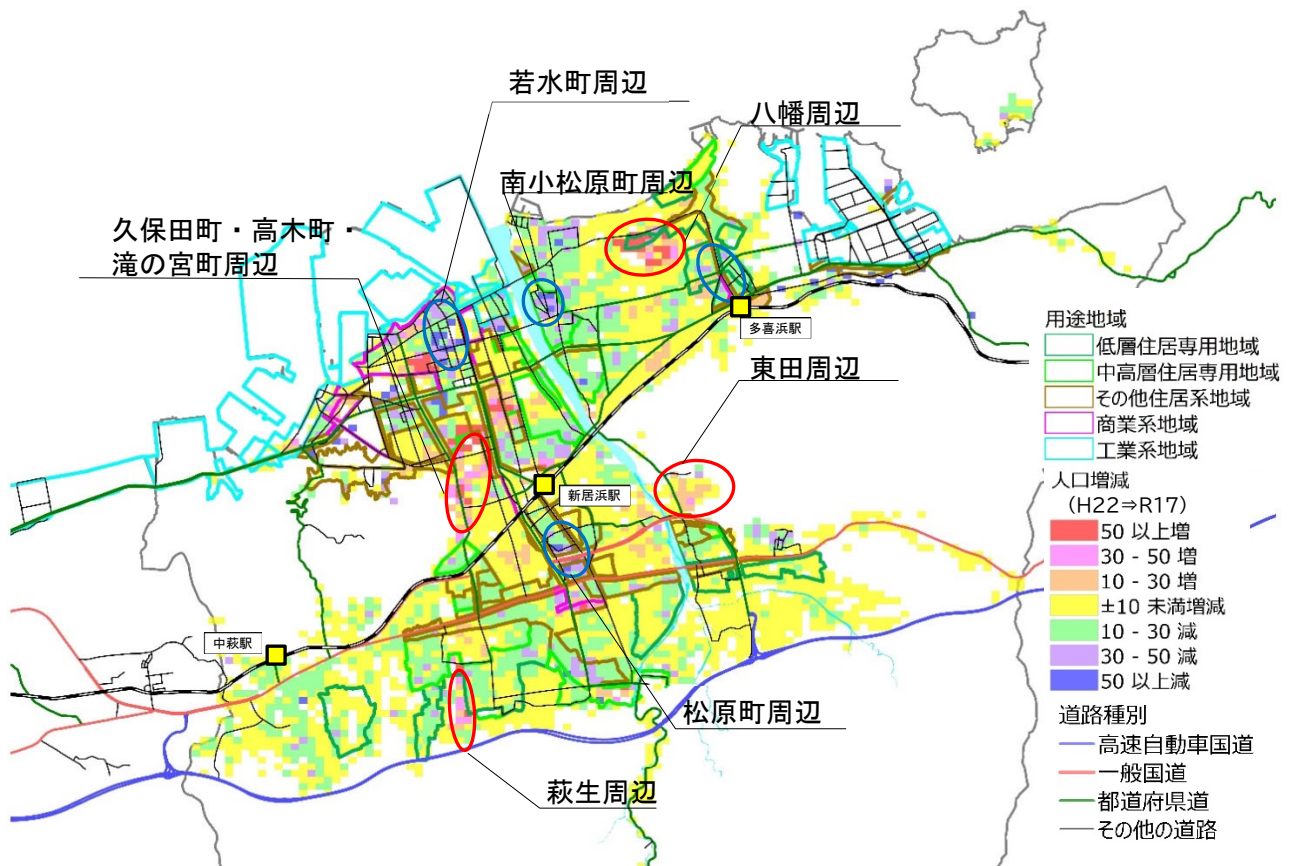 若水町周辺
八幡周辺
南小松原町周辺
久保田町・高木町・
滝の宮町周辺
多喜浜駅
東田周辺
新居浜駅
中萩駅
松原町周辺
萩生周辺
用途地域
低層住居専用地域
中高層住居専用地域
その他住居系地域
商業系地域
工業系地域
人口増減
(H22⇒R17)
50 以上増
30 - 50 増
10 - 30 増
±10 未満増減
10 - 30 減
30 - 50 減
50 以上減
道路種別
高速自動車国道
一般国道
都道府県道
その他の道路